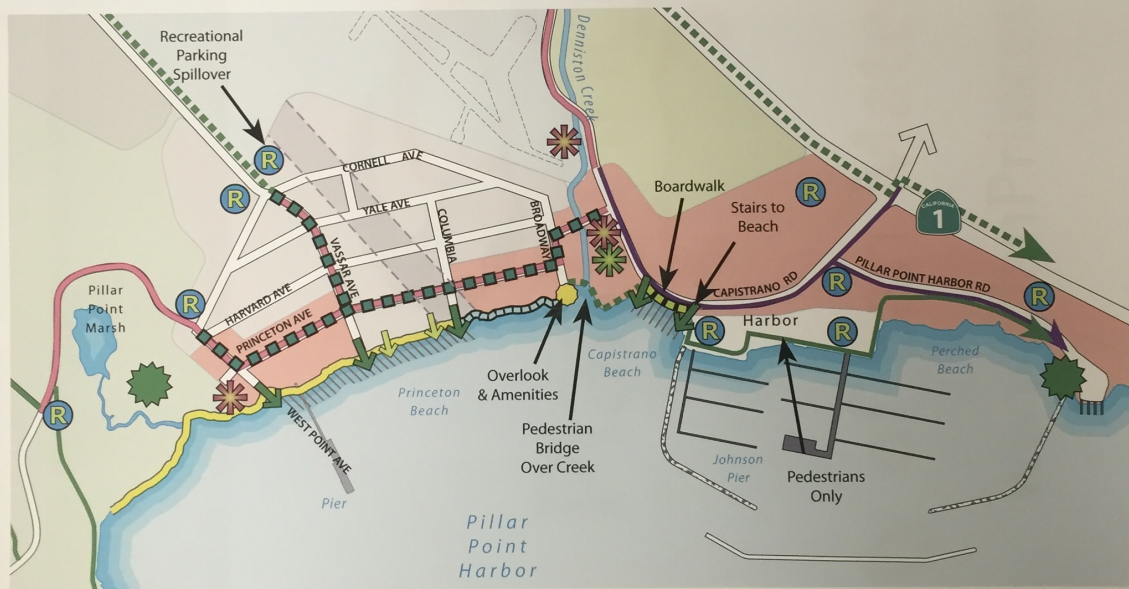 Recreational
Parking
Spillover
Denniston Creek
R
R
CORNELL AVE
Boardwalk
R
Stairs to
Beach
CALIFORNIA
1
YALE AVE
COLUMBIA
BROADWAY
VASSAR AVE
HARVARD AVE
PRINCETON AVE
Pillar
Point
Marsh
R
CAPISTRANO RD
R
PILLAR POINT HARBOR RD
R
R
Harbor
R
Capistrano
Beach
Perched
Beach
Princeton
Beach
Overlook
& Amenities
R
WEST POINT AVE
Pedestrian
Bridge
Over Creek
Johnson
Pier
Pedestrians
Only
Pier
Pillar
Point
Harbor